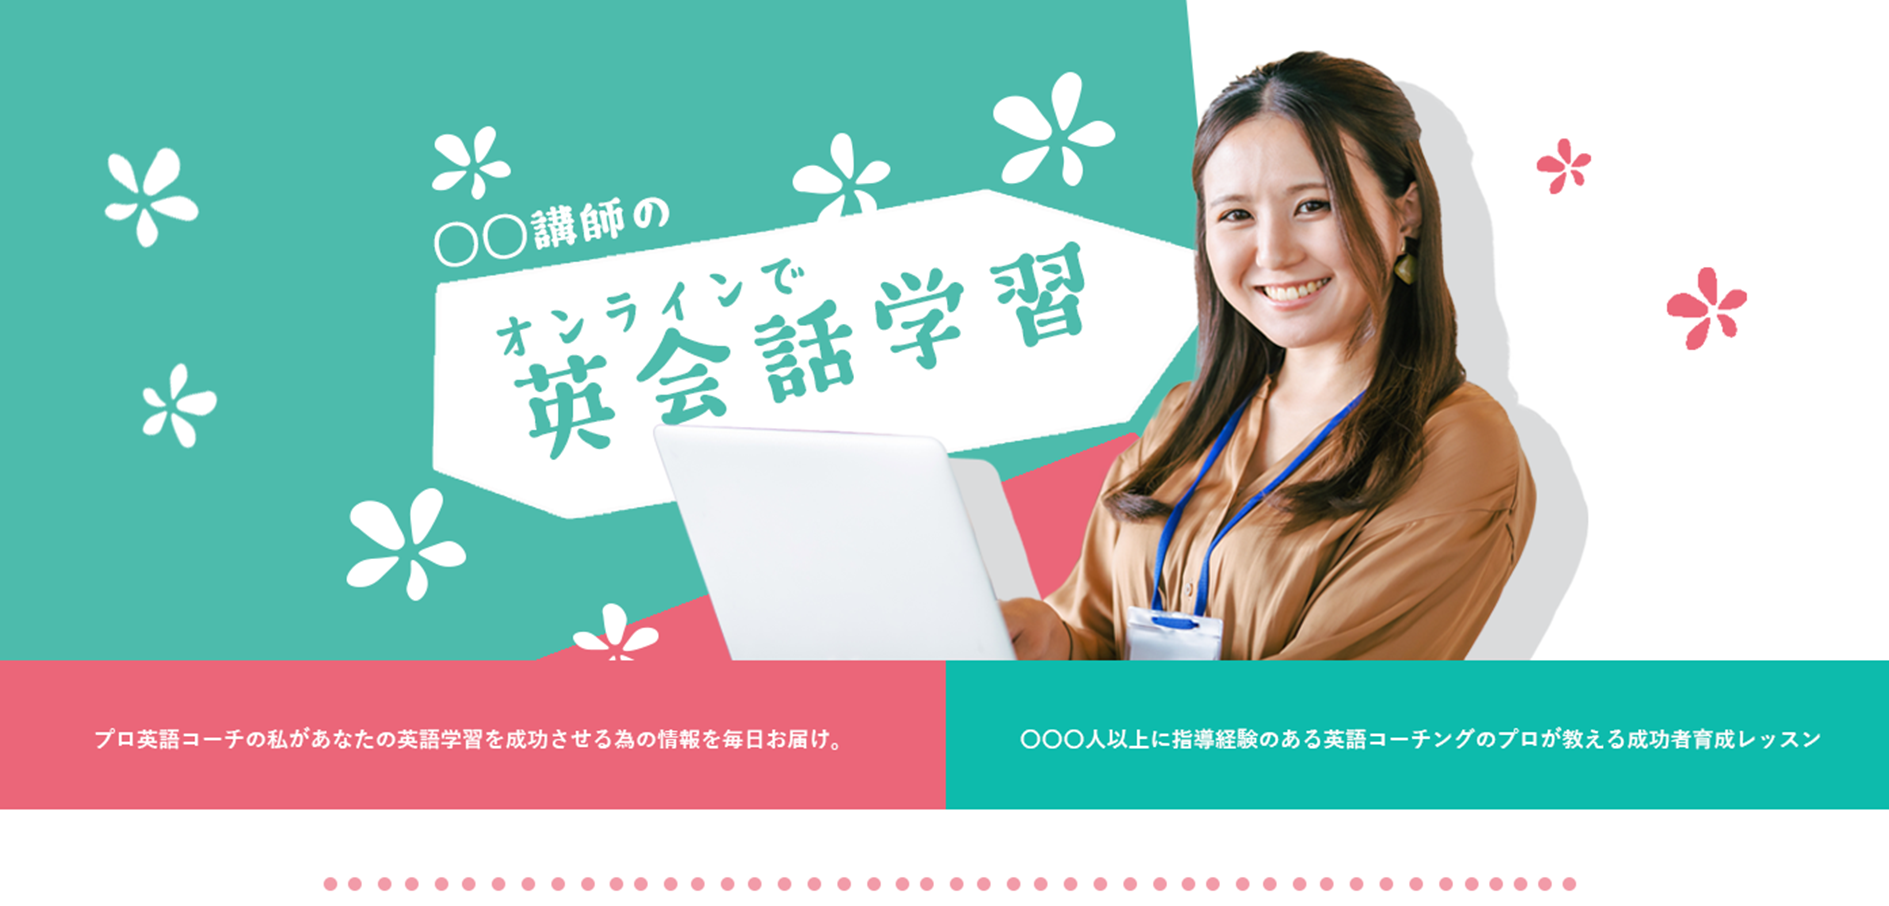 〇〇講師の
オンラインで
英会話学習
プロ英語コーチの私があなたの英語学習を成功させる為の情報を毎日お届け。
〇〇〇人以上に指導経験のある英語コーチングのプロが教える成功者育成レッスン